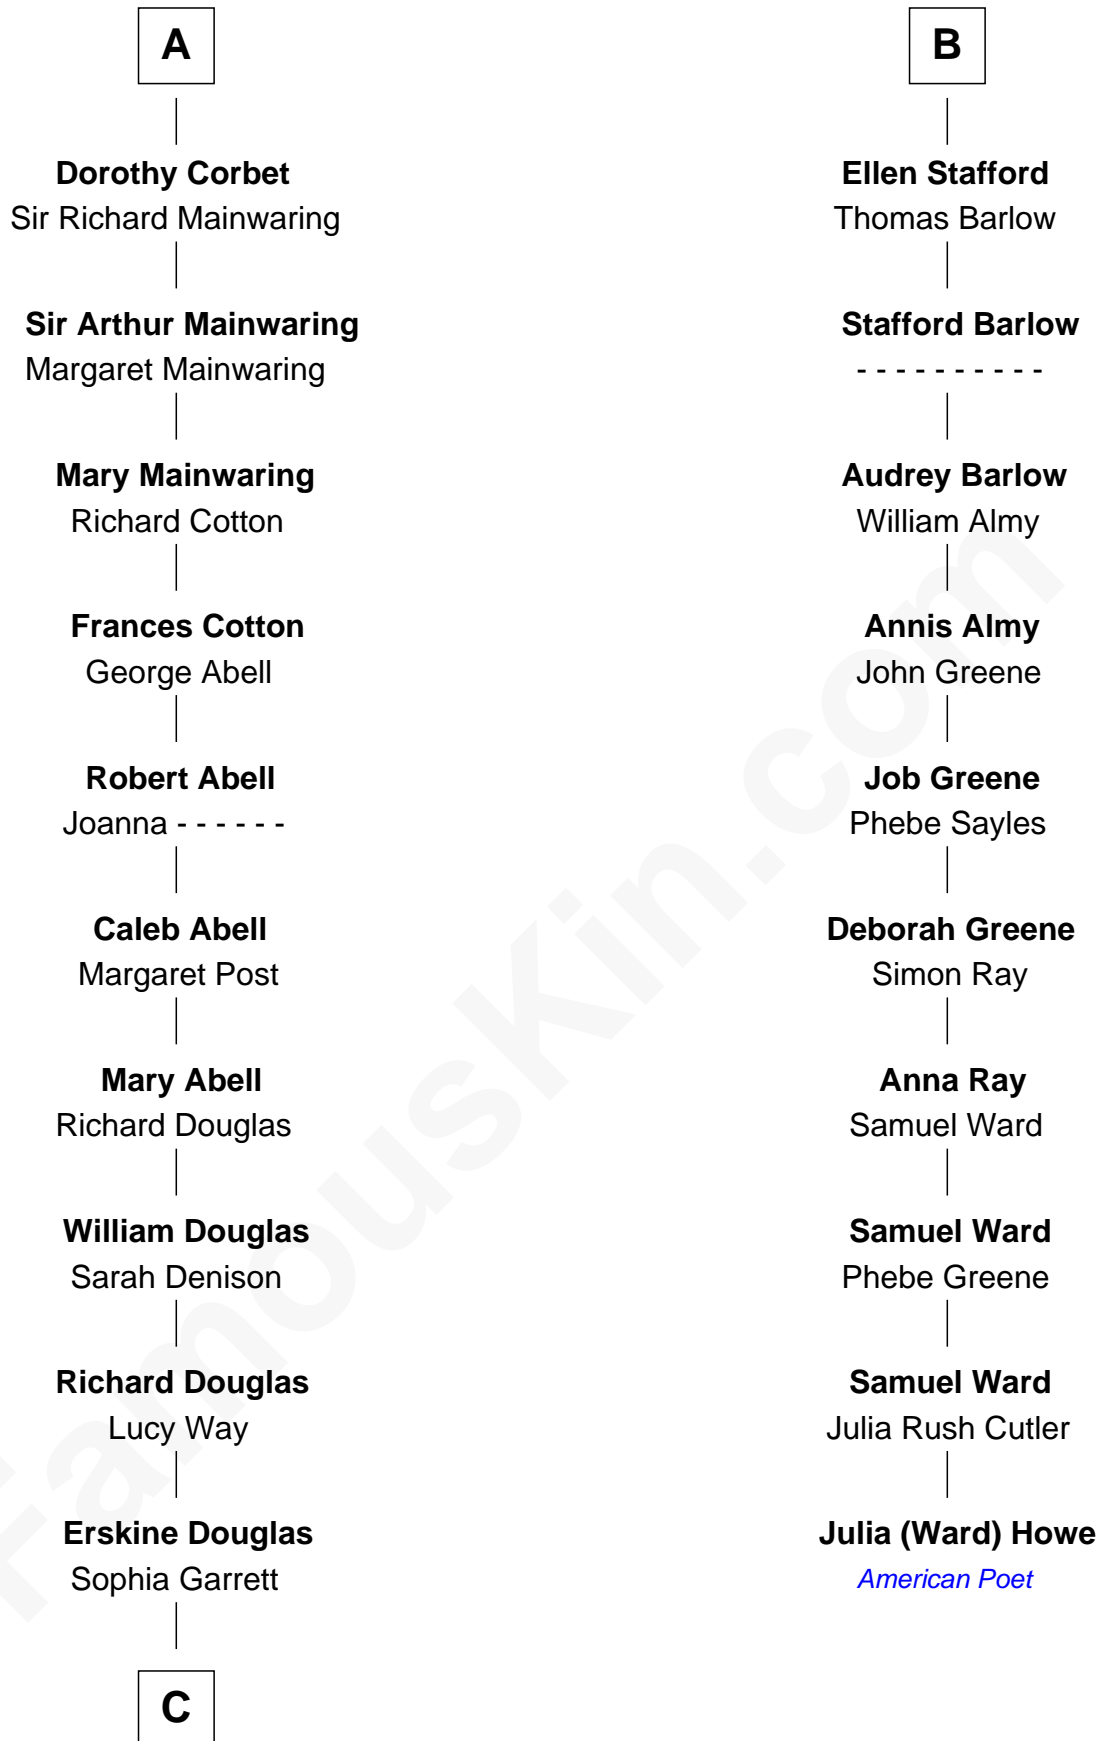 A
Dorothy Corbet
Sir Richard Mainwaring
Sir Arthur Mainwaring
Margaret Mainwaring
Mary Mainwaring
Richard Cotton
Frances Cotton
George Abell
Robert Abell
Joanna - - - - - -
Caleb Abell
Margaret Post
Mary Abell
Richard Douglas
William Douglas
Sarah Denison
Richard Douglas
Lucy Way
Erskine Douglas
Sophia Garrett
C
B
Ellen Stafford
Thomas Barlow
Stafford Barlow
- - - - - - - - - -
Audrey Barlow
William Almy
Annis Almy
John Greene
Job Greene
Phebe Sayles
Deborah Greene
Simon Ray
Anna Ray
Samuel Ward
Samuel Ward
Phebe Greene
Samuel Ward
Julia Rush Cutler
Julia (Ward) Howe
American Poet
FamousKin.com